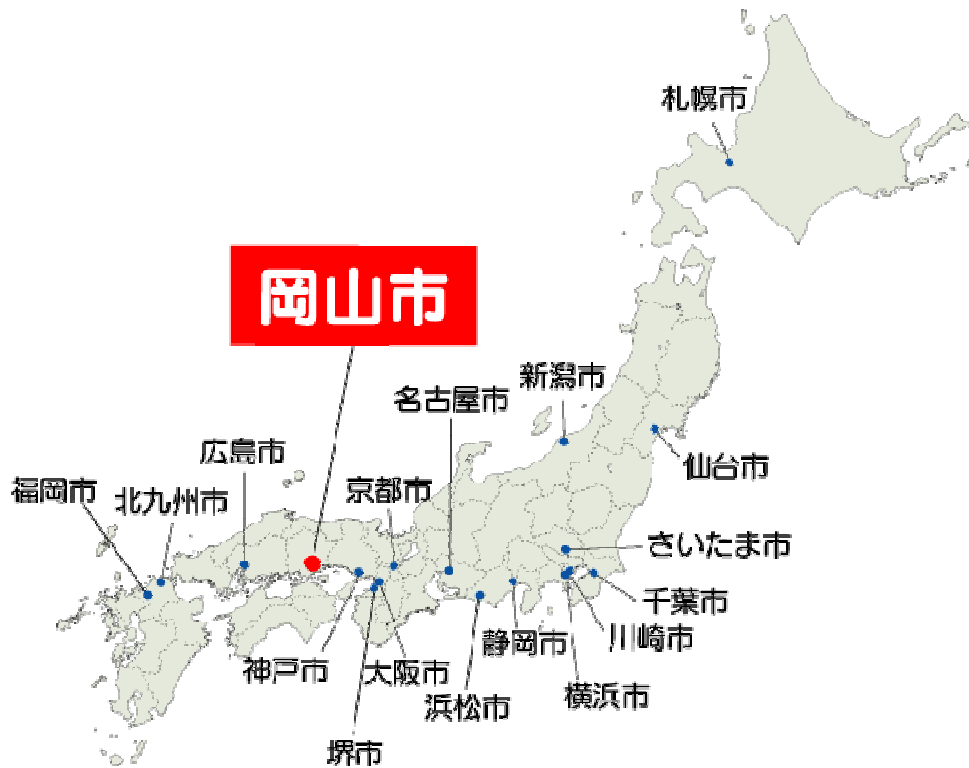 札幌市
岡山市
新潟市
名古屋市
広島市
仙台市
京都市
福岡市
北九州市
さいたま市
千葉市
川崎市
静岡市
神戸市
大阪市
横浜市
浜松市
堺市